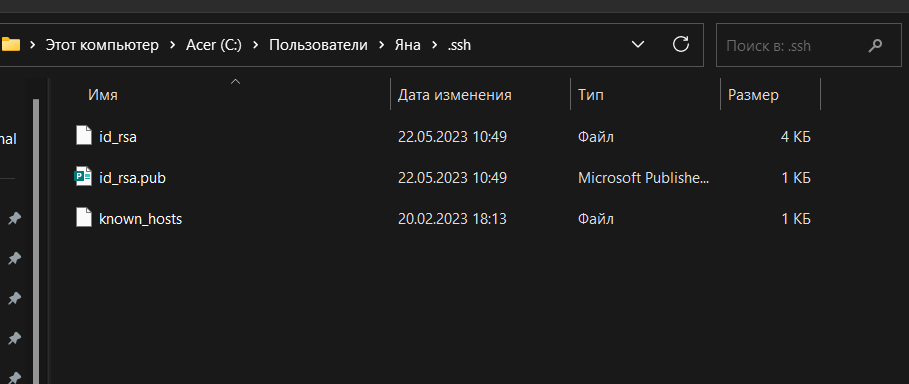 Этот компьютер > Acer (C:) > Пользователи > Яна > .ssh
Поиск в: .ssh
Имя Дата изменения Тип Размер
id_rsa 22.05.2023 10:49 Файл 4 КБ
nal
id_rsa.pub 22.05.2023 10:49 Microsoft Publishe... 1 КБ
known_hosts 20.02.2023 18:13 Файл 1 КБ